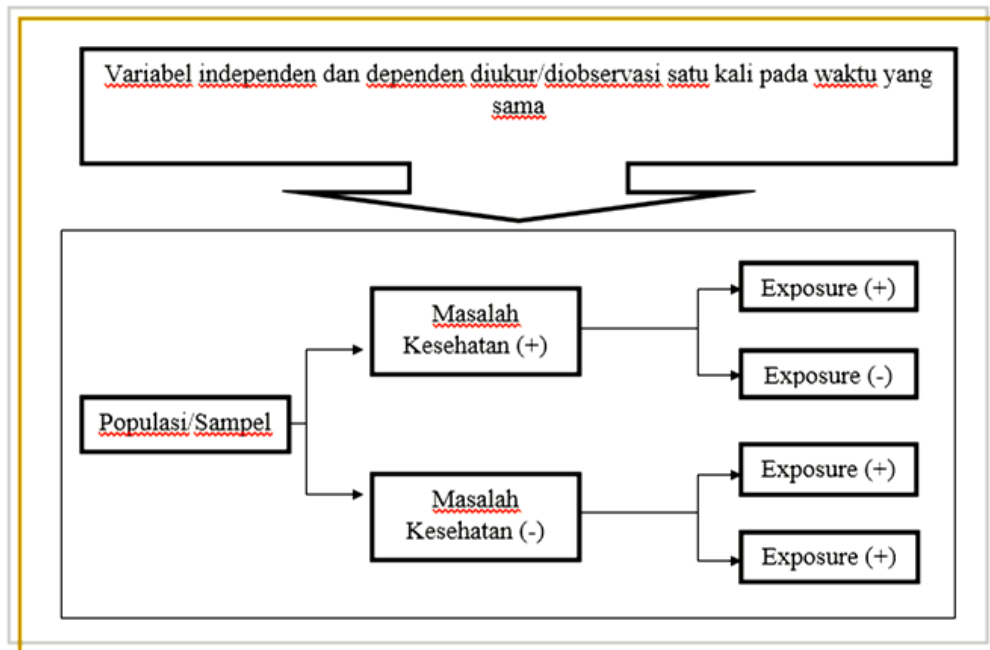 Variabel independen dan dependen diukur/diobservasi satu kali pada waktu yang
sama
Masalah
Kesehatan (+)
Exposure (+)
Exposure (-)
Populasi/Sampel
Masalah
Kesehatan (-)
Exposure (+)
Exposure (+)